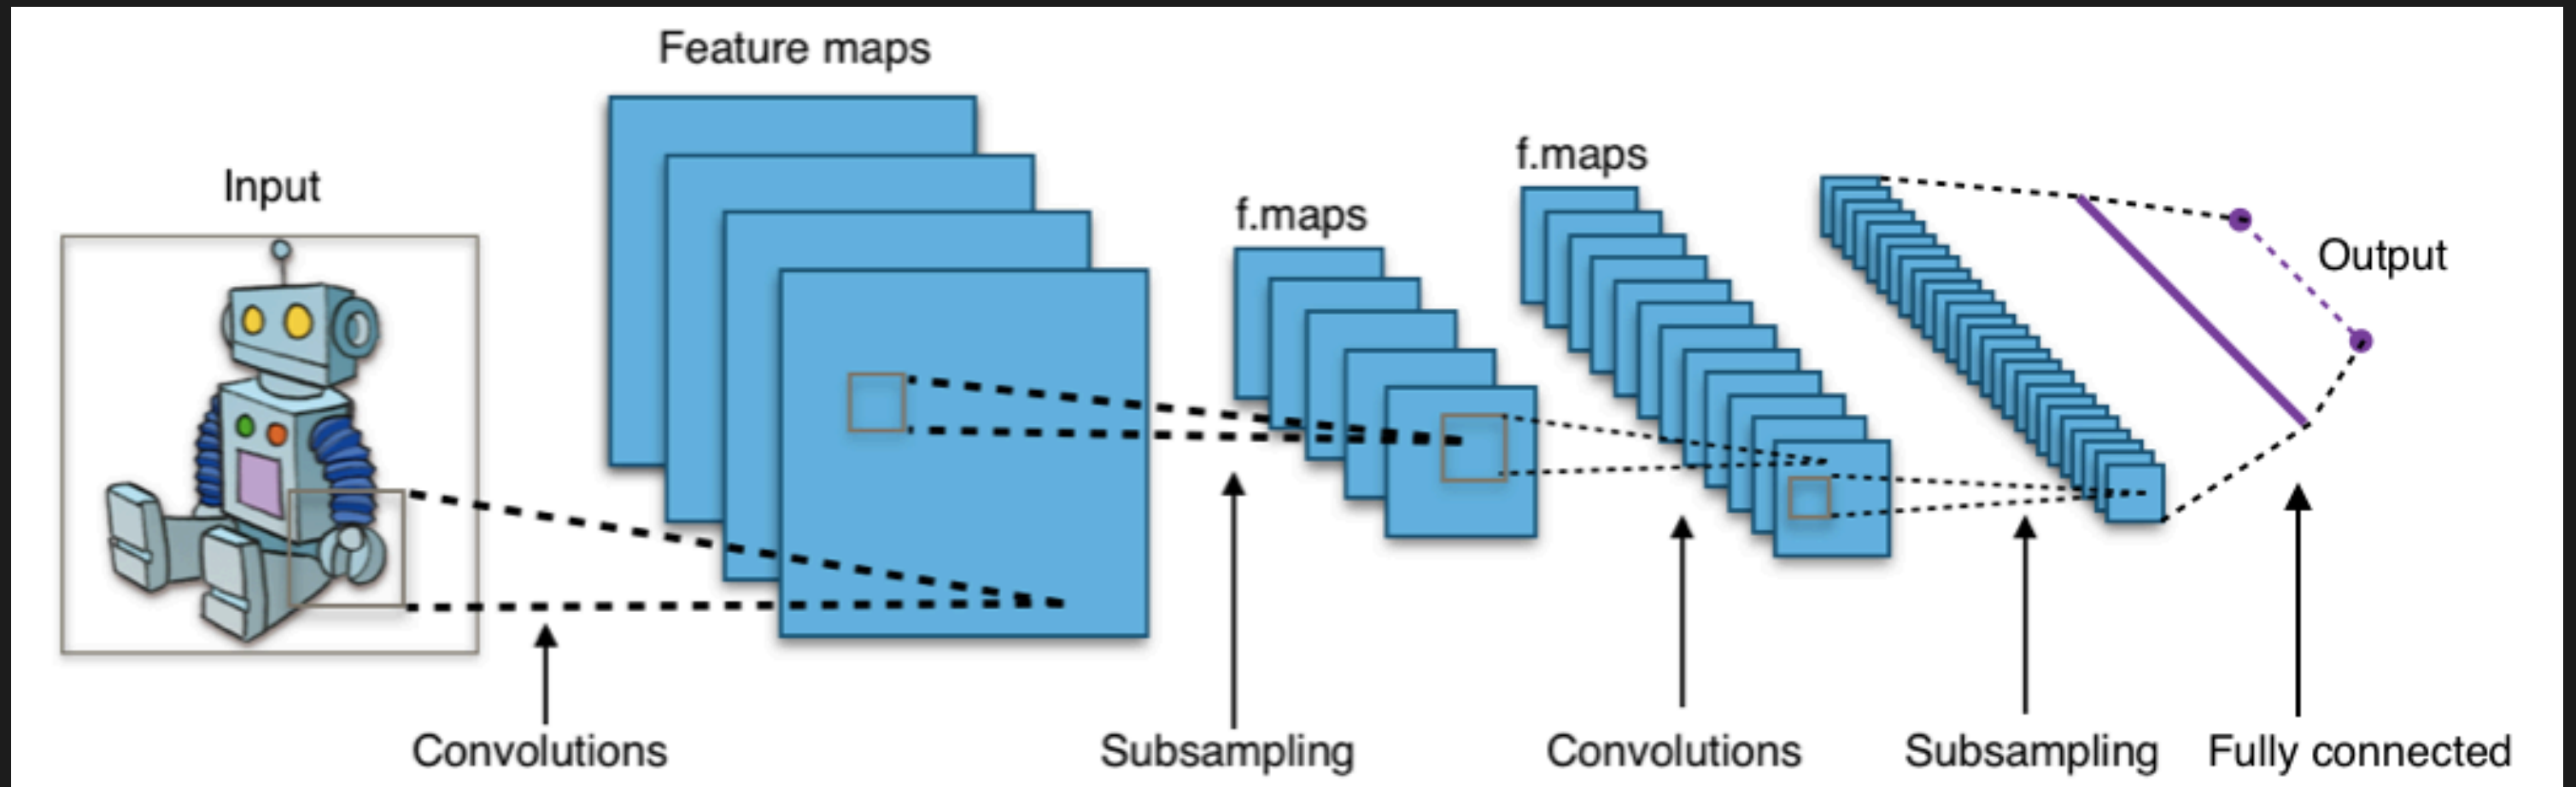 Feature maps
Input
f.maps
f.maps
Output
Convolutions
Subsampling
Convolutions
Subsampling
Fully connected